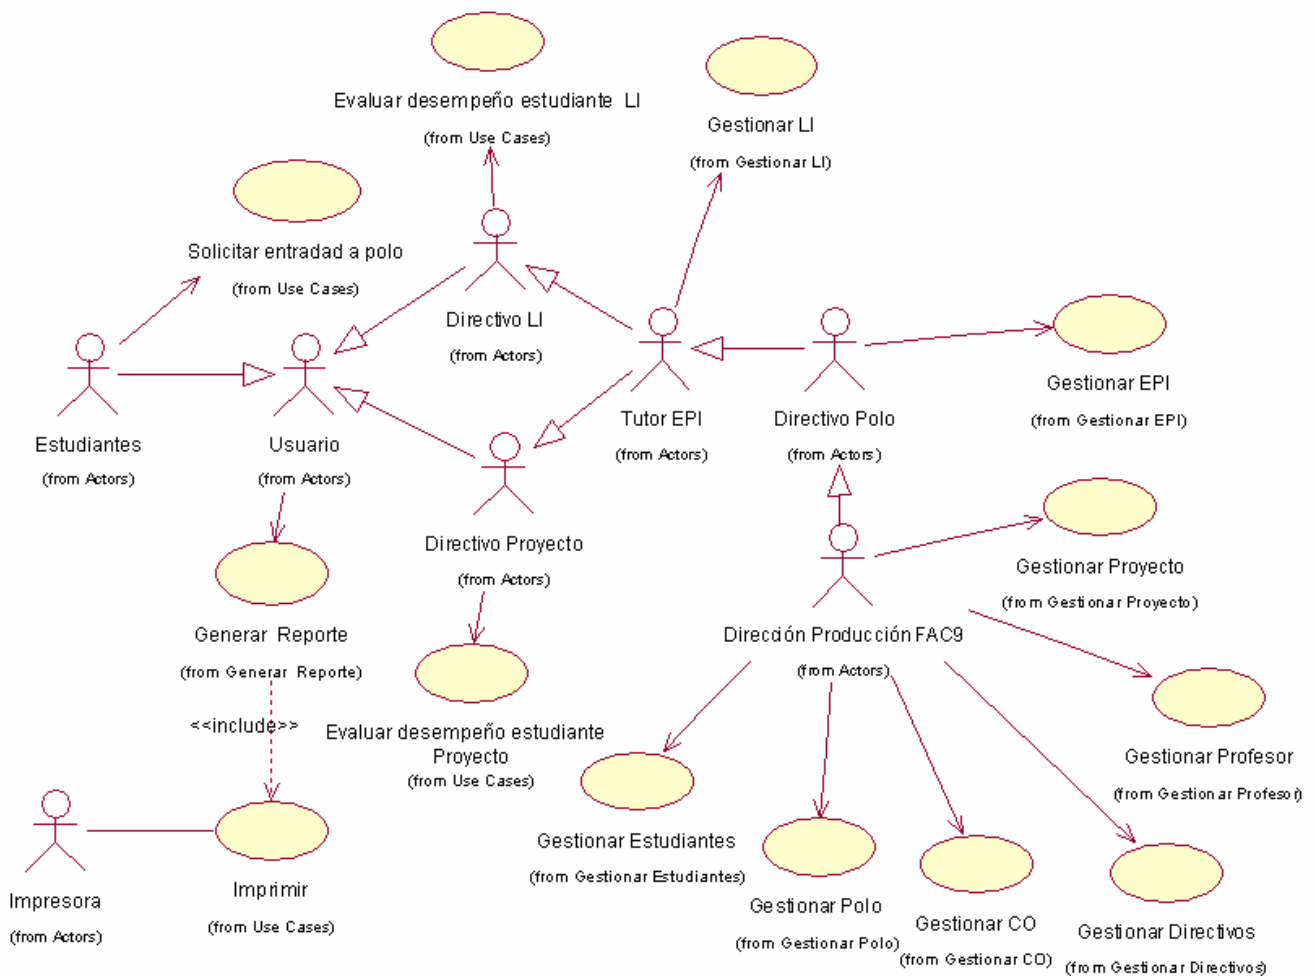 Evaluar desempeño estudiante LI
(from Use Cases)
Gestionar LI
(from Gestionar LI)
Solicitar entradad a polo
(from Use Cases)
Directivo LI
(from Actors)
Estudiantes
(from Actors)
Usuario
(from Actors)
Tutor EPI
(from Actors)
Directivo Polo
(from Actors)
Gestionar EPI
(from Gestionar EPI)
Directivo Proyecto
(from Actors)
Gestionar Proyecto
(from Gestionar Proyecto)
Generar Reporte
(from Generar Reporte)
Dirección Producción FAC9
(from Actors)
<<include>>
Evaluar desempeño estudiante
Proyecto
(from Use Cases)
Gestionar Profesor
(from Gestionar Profesor)
Gestionar Estudiantes
(from Gestionar Estudiantes)
Impresora
(from Actors)
Imprimir
(from Use Cases)
Gestionar Polo
(from Gestionar Polo)
Gestionar CO
(from Gestionar CO)
Gestionar Directivos
(from Gestionar Directivos)